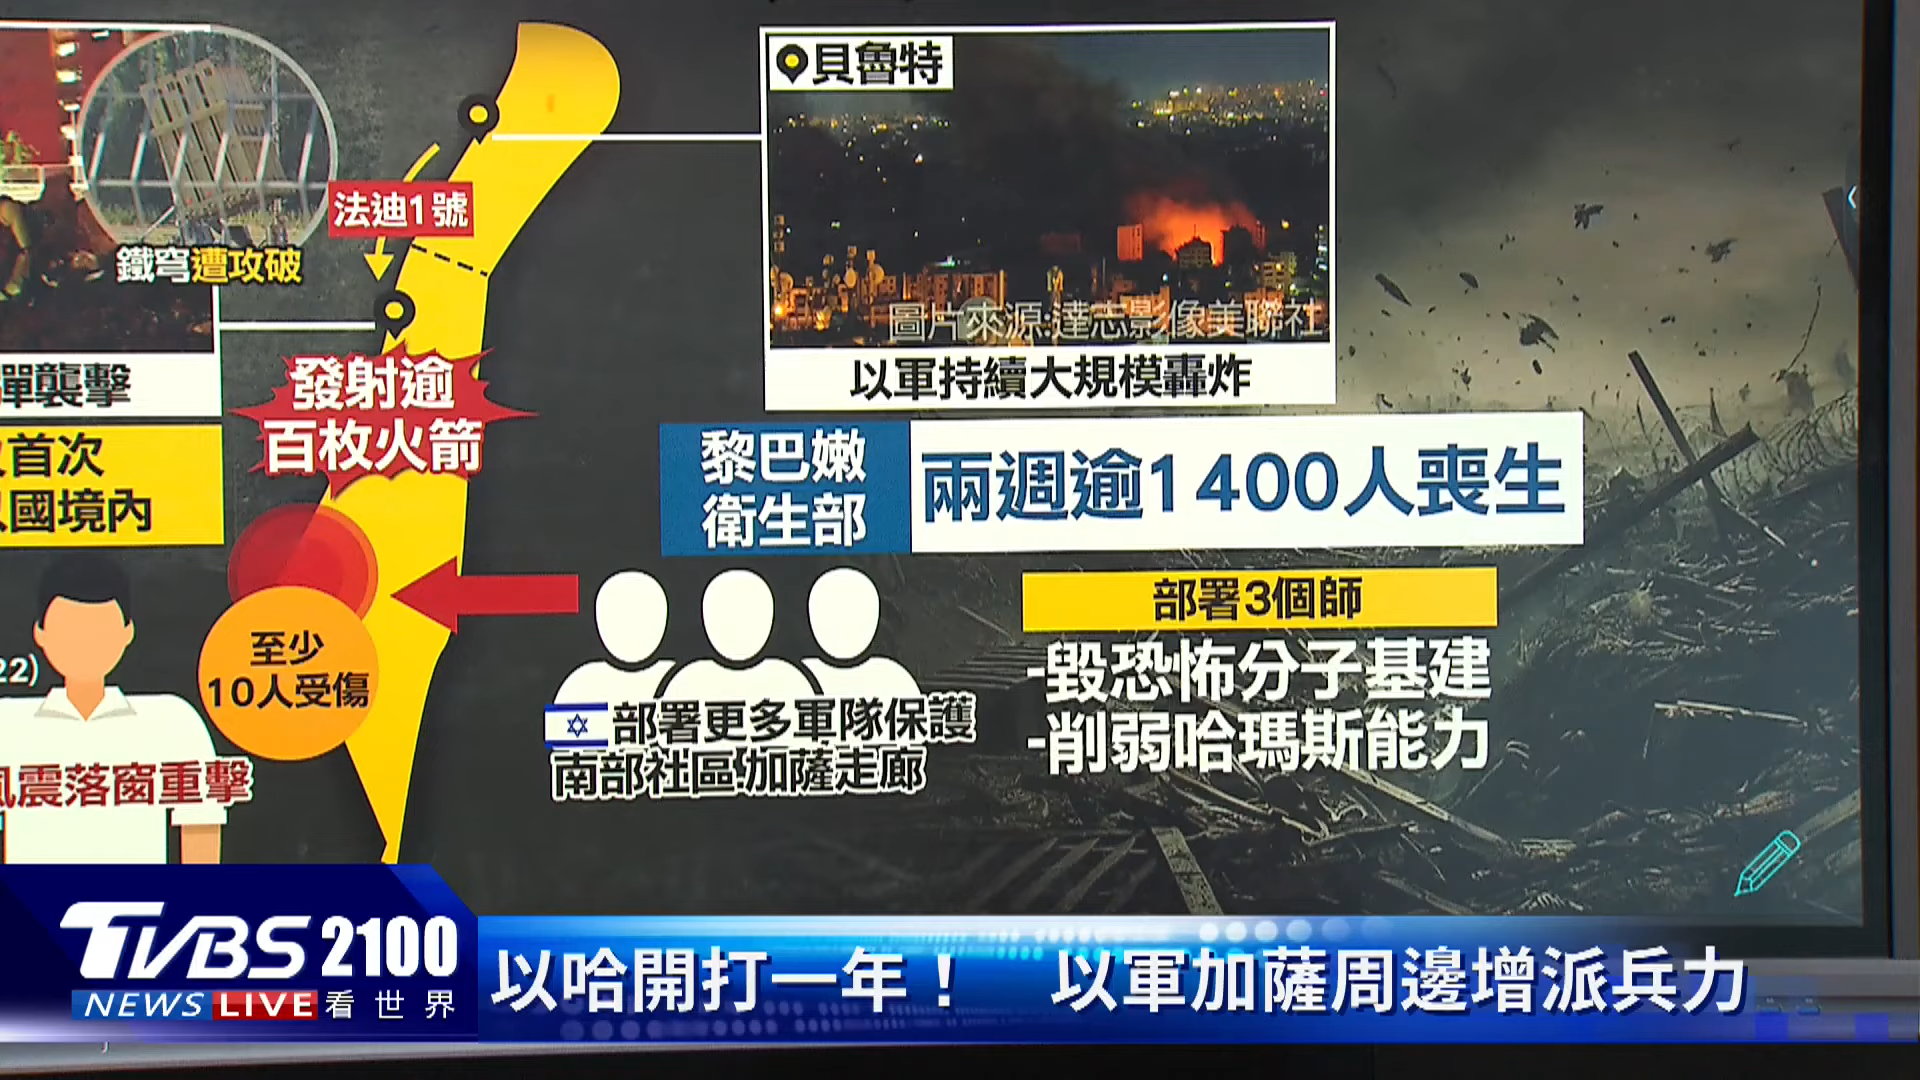 貝魯特
法迪1號
鐵穹遭攻破
圖片來源:達志影像美聯社
以軍持續大規模轟炸
彈襲擊
發射逾
百枚火箭
首次
國境內
黎巴嫩
衛生部
兩週逾1400人喪生
部署3個師
-毀恐怖分子基建
-削弱哈瑪斯能力
至少
10人受傷
22)
部署更多軍隊保護
南部社區!加薩走廊
震落窗重擊
TVBS 2100
NEWS LIVE 看世界
以哈開打一年! 以軍加薩周邊增派兵力